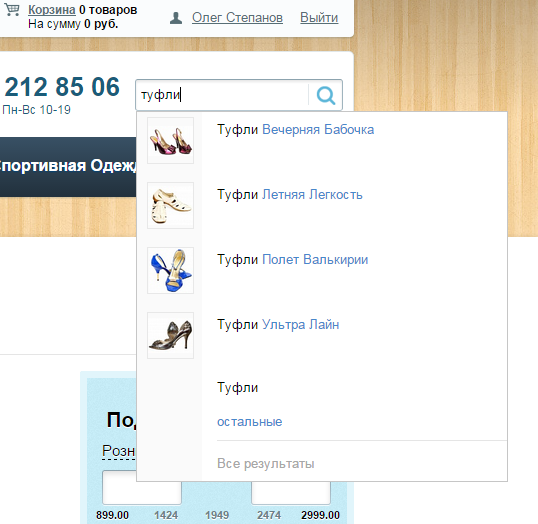 Корзина 0 товаров
На сумму 0 руб.
Олег Степанов Выйти
212 85 06
Пн-Вс 10-19
туфли
Спортивная Одеж
Туфли Вечерняя Бабочка
Туфли Летняя Легкость
Туфли Полет Валькирии
Туфли Ультра Лайн
Туфли
остальные
Все результаты
По
Розн
899.00 1424 1949 2474 2999.00